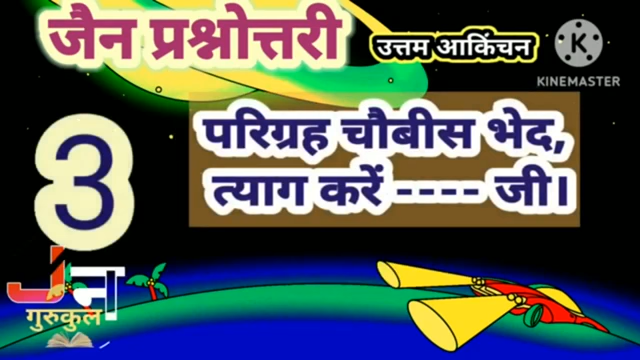 जैन प्रश्नोत्तरी
उत्तम आकिंचन
KINEMASTER
3
परिग्रह चौबीस भेद,
त्याग करें ---- जी।
जैन
गुरुकुल